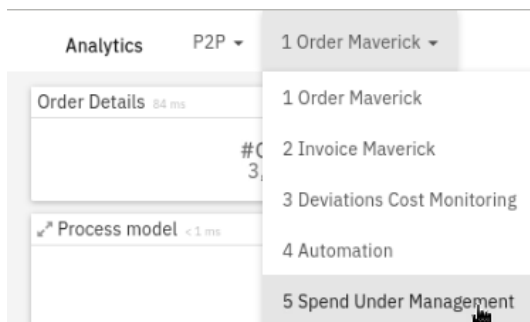 Analytics P2P 1 Order Maverick
Order Details 84 ms
1 Order Maverick
2 Invoice Maverick
3 Deviations Cost Monitoring
Process model < 1 ms
4 Automation
5 Spend Under Management